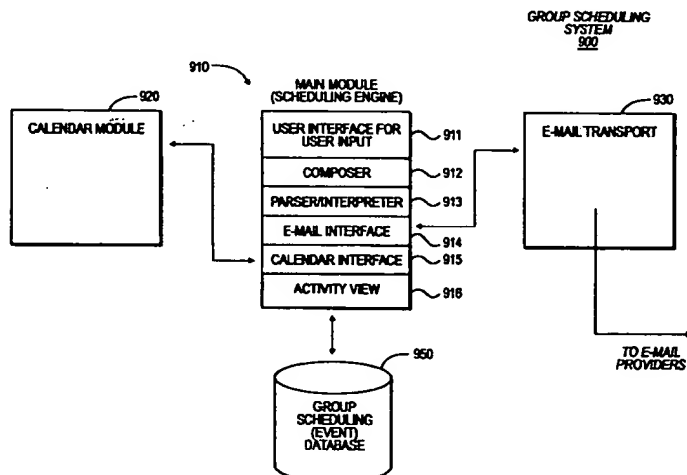 GROUP SCHEDULING
SYSTEM
900
910
MAIN MODULE
(SCHEDULING ENGINE)
920
CALENDAR MODULE
USER INTERFACE FOR
USER INPUT
911
COMPOSER
912
PARSER/INTERPRETER
913
E-MAIL INTERFACE
914
CALENDAR INTERFACE
915
ACTIVITY VIEW
916
930
E-MAIL TRANSPORT
TO E-MAIL
PROVIDERS
950
GROUP
SCHEDULING
(EVENT)
DATABASE